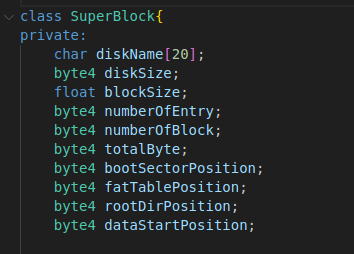 class SuperBlock{
private:
    char diskName[20];
    byte4 diskSize;
    float blockSize;
    byte4 numberOfEntry;
    byte4 numberOfBlock;
    byte4 totalByte;
    byte4 bootSectorPosition;
    byte4 fatTablePosition;
    byte4 rootDirPosition;
    byte4 dataStartPosition;